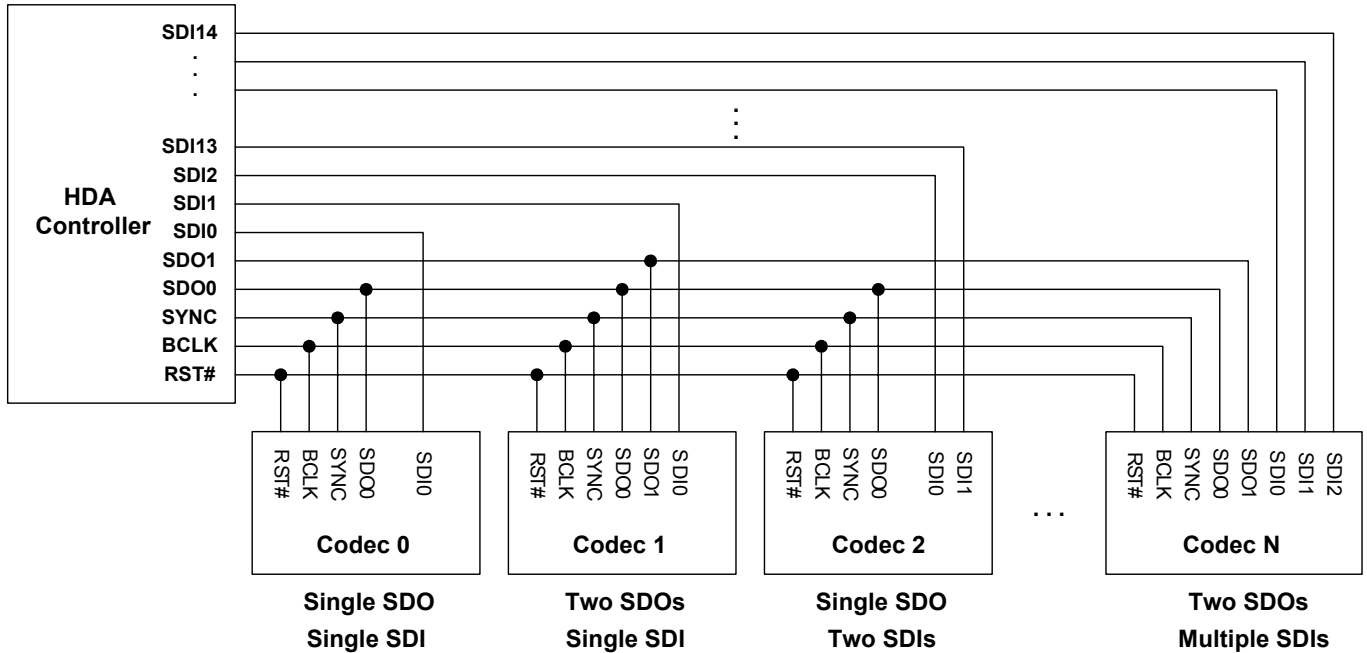 SDI14
.
.
.
SDI13
SDI2
SDI1
SDI0
SDO1
SDO0
SYNC
BCLK
RST#
HDA
Controller
.
.
.
RST#
BCLK
SYNC
SDO0
SDI0
Codec 0
Single SDO
Single SDI
RST#
BCLK
SYNC
SDO0
SDO1
SDI0
Codec 1
Two SDOs
Single SDI
RST#
BCLK
SYNC
SDO0
SDI0
SDI1
Codec 2
Single SDO
Two SDIs
. . .
RST#
BCLK
SYNC
SDO0
SDO1
SDI0
SDI1
SDI2
Codec N
Two SDOs
Multiple SDIs